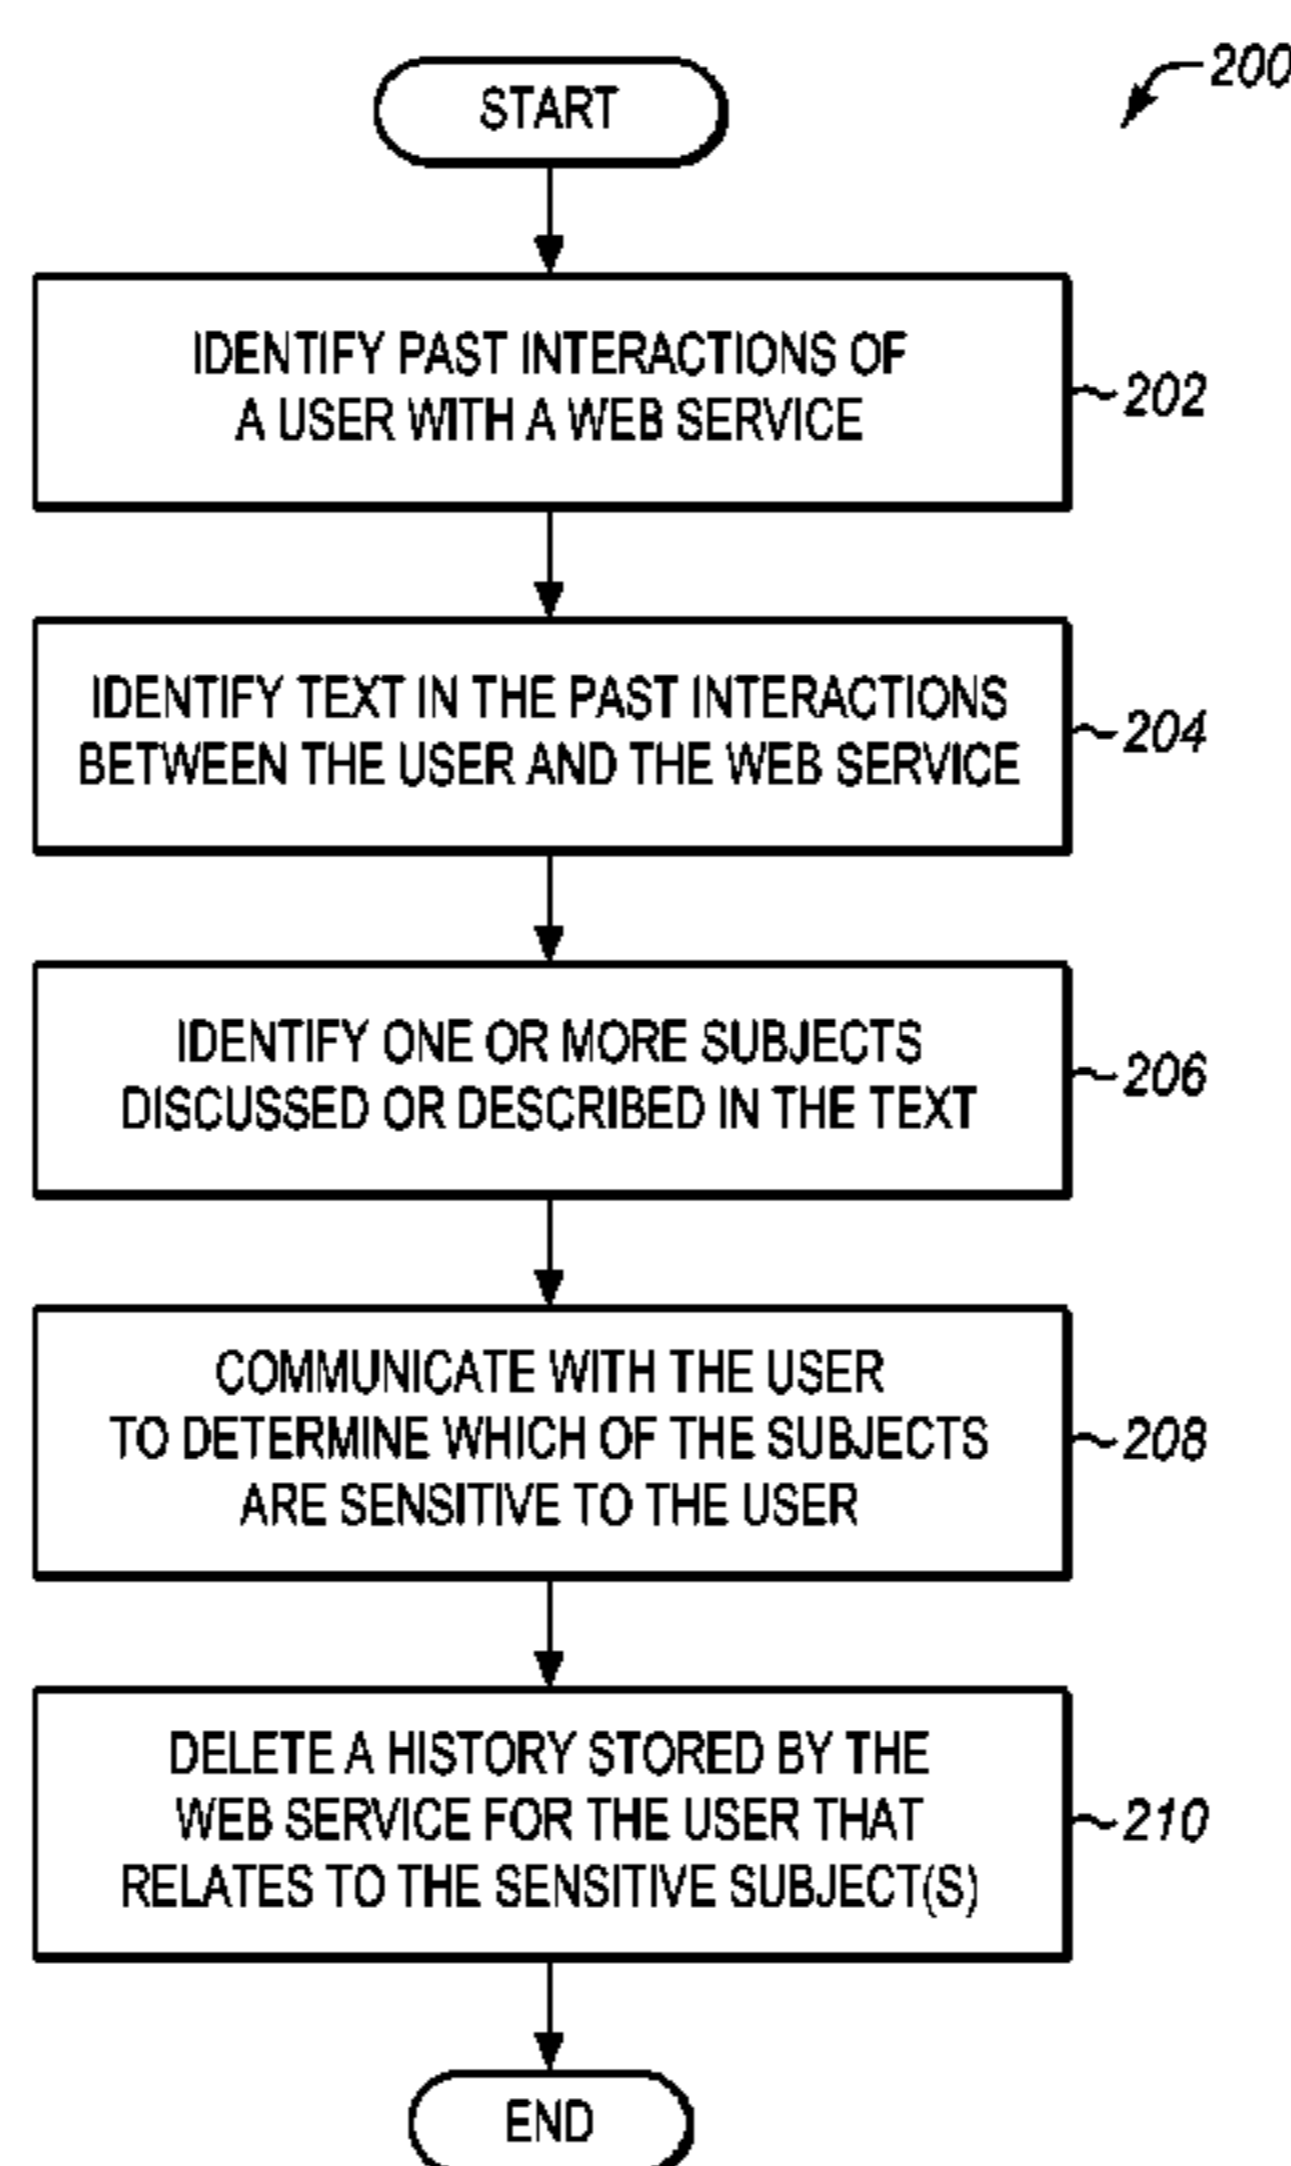 START
200
IDENTIFY PAST INTERACTIONS OF
A USER WITH A WEB SERVICE
202
IDENTIFY TEXT IN THE PAST INTERACTIONS
BETWEEN THE USER AND THE WEB SERVICE
204
IDENTIFY ONE OR MORE SUBJECTS
DISCUSSED OR DESCRIBED IN THE TEXT
206
COMMUNICATE WITH THE USER
TO DETERMINE WHICH OF THE SUBJECTS
ARE SENSITIVE TO THE USER
208
DELETE A HISTORY STORED BY THE
WEB SERVICE FOR THE USER THAT
RELATES TO THE SENSITIVE SUBJECT(S)
210
END